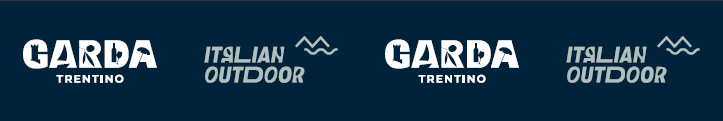 GARDA
TRENTINO
ITALIAN
OUTDOOR
GARDA
TRENTINO
ITALIAN
OUTDOOR